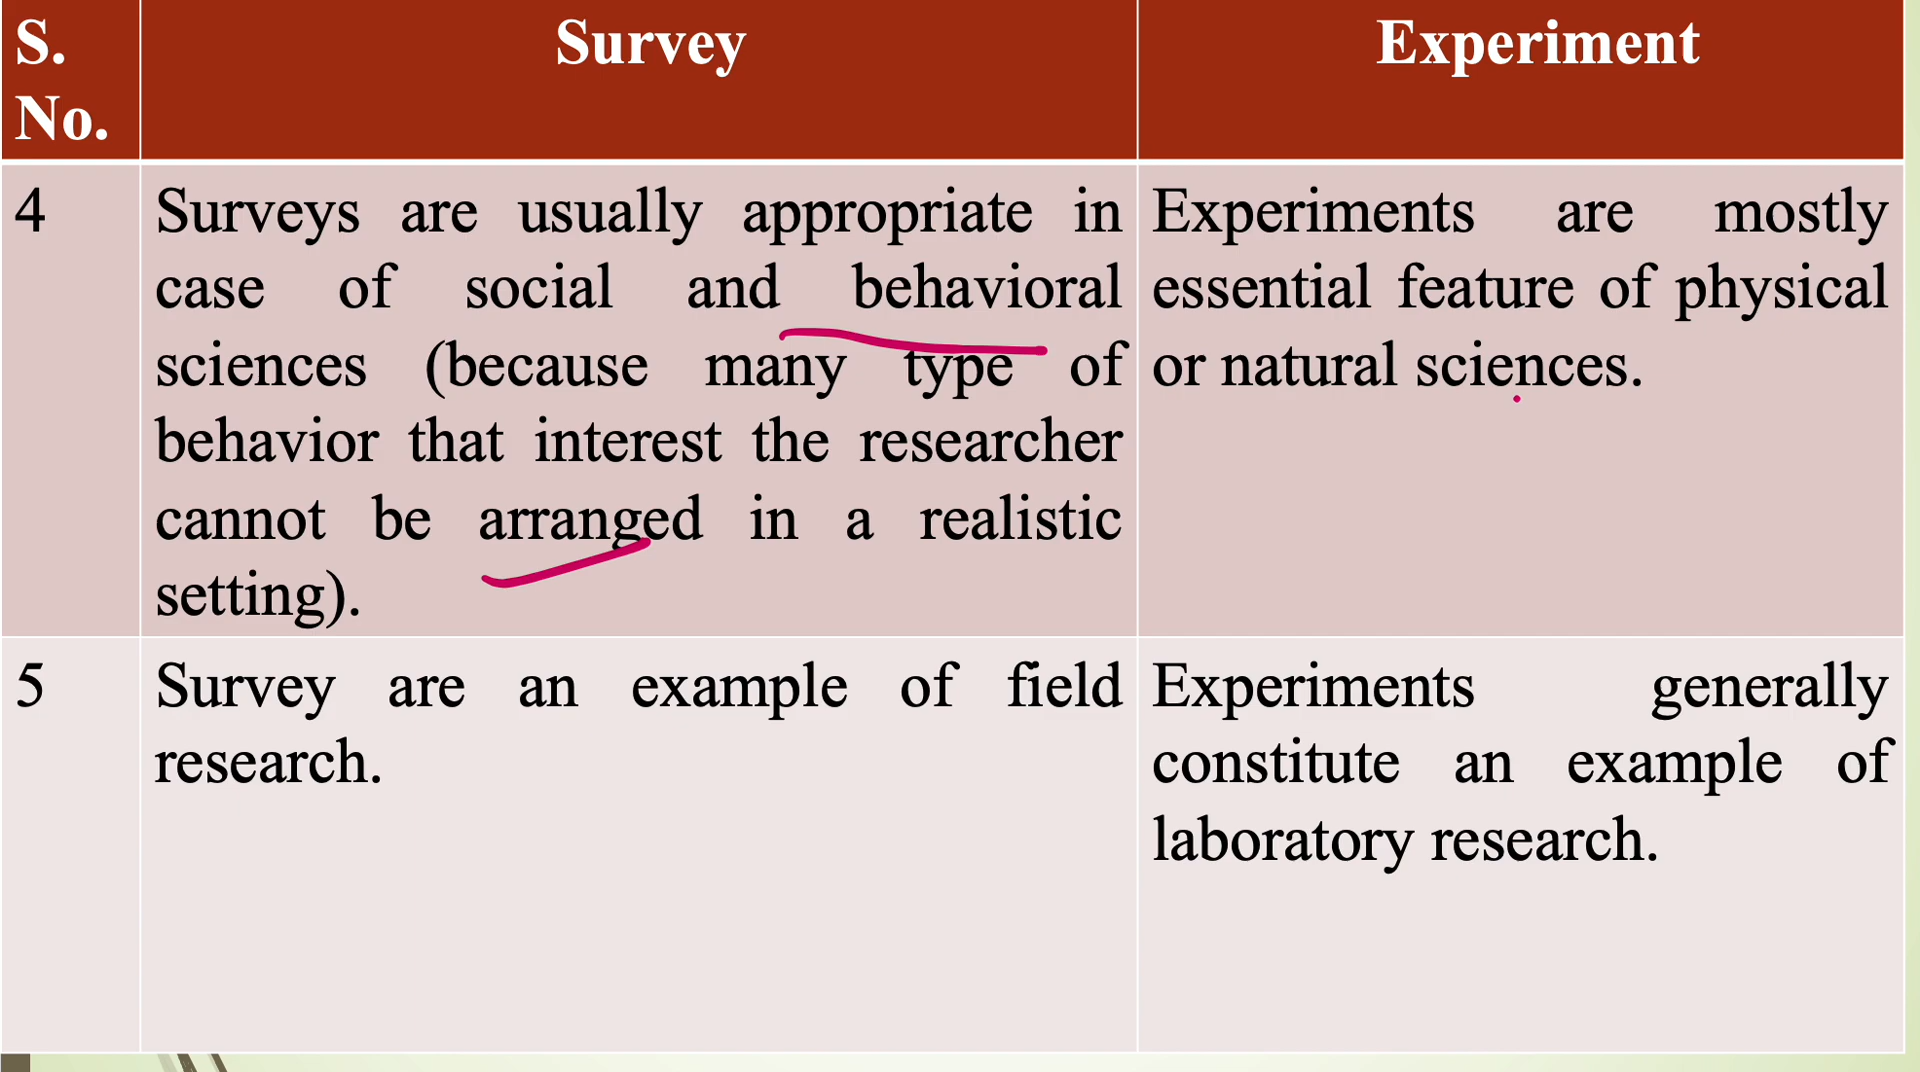 S.
No.
Survey
Experiment
4
Surveys are usually appropriate in
case of social and behavioral
sciences (because many type of
behavior that interest the researcher
cannot be arranged in a realistic
setting).
Experiments are mostly
essential feature of physical
or natural sciences.
5
Survey are an example of field
research.
Experiments generally
constitute an example of
laboratory research.